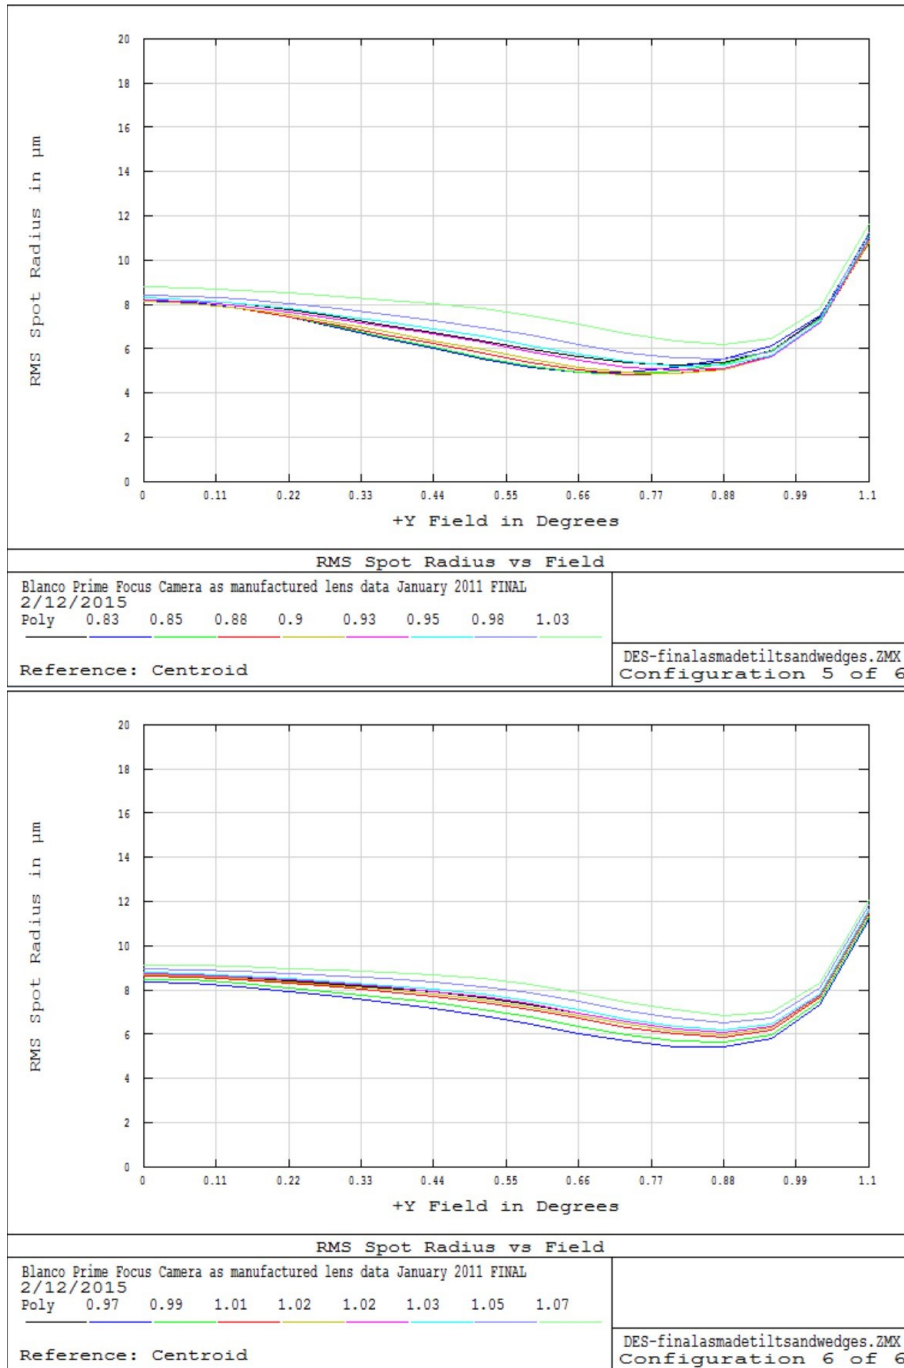 20
18
16
14
12
10
8
6
4
2
0
RMS Spot Radius in µm
0 0.11 0.22 0.33 0.44 0.55 0.66 0.77 0.88 0.99 1.1
+Y Field in Degrees
RMS Spot Radius vs Field
Blanco Prime Focus Camera as manufactured lens data January 2011 FINAL
2/12/2015
Poly 0.83 0.85 0.88 0.9 0.93 0.95 0.98 1.03
Reference: Centroid
DES-finalasmadetiltsandwedges.ZMX
Configuration 5 of 6
20
18
16
14
12
10
8
6
4
2
0
RMS Spot Radius in µm
0 0.11 0.22 0.33 0.44 0.55 0.66 0.77 0.88 0.99 1.1
+Y Field in Degrees
RMS Spot Radius vs Field
Blanco Prime Focus Camera as manufactured lens data January 2011 FINAL
2/12/2015
Poly 0.97 0.99 1.01 1.02 1.02 1.03 1.05 1.07
Reference: Centroid
DES-finalasmadetiltsandwedges.ZMX
Configuration 6 of 6